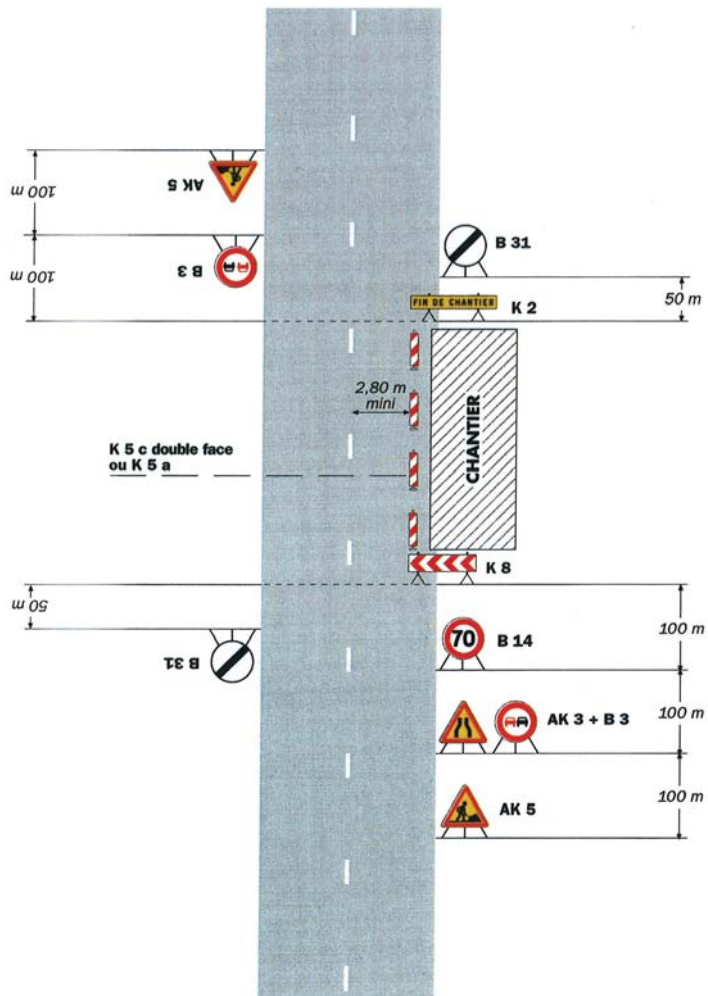 100 m
AK 5
100 m
B 3
B 31
50 m
FIN DE CHANTIER
K 2
2,80 m
mini
CHANTIER
K 5 c double face
ou K 5 a
K 8
50 m
B 31
70
B 14
100 m
AK 3 + B 3
100 m
AK 5
100 m